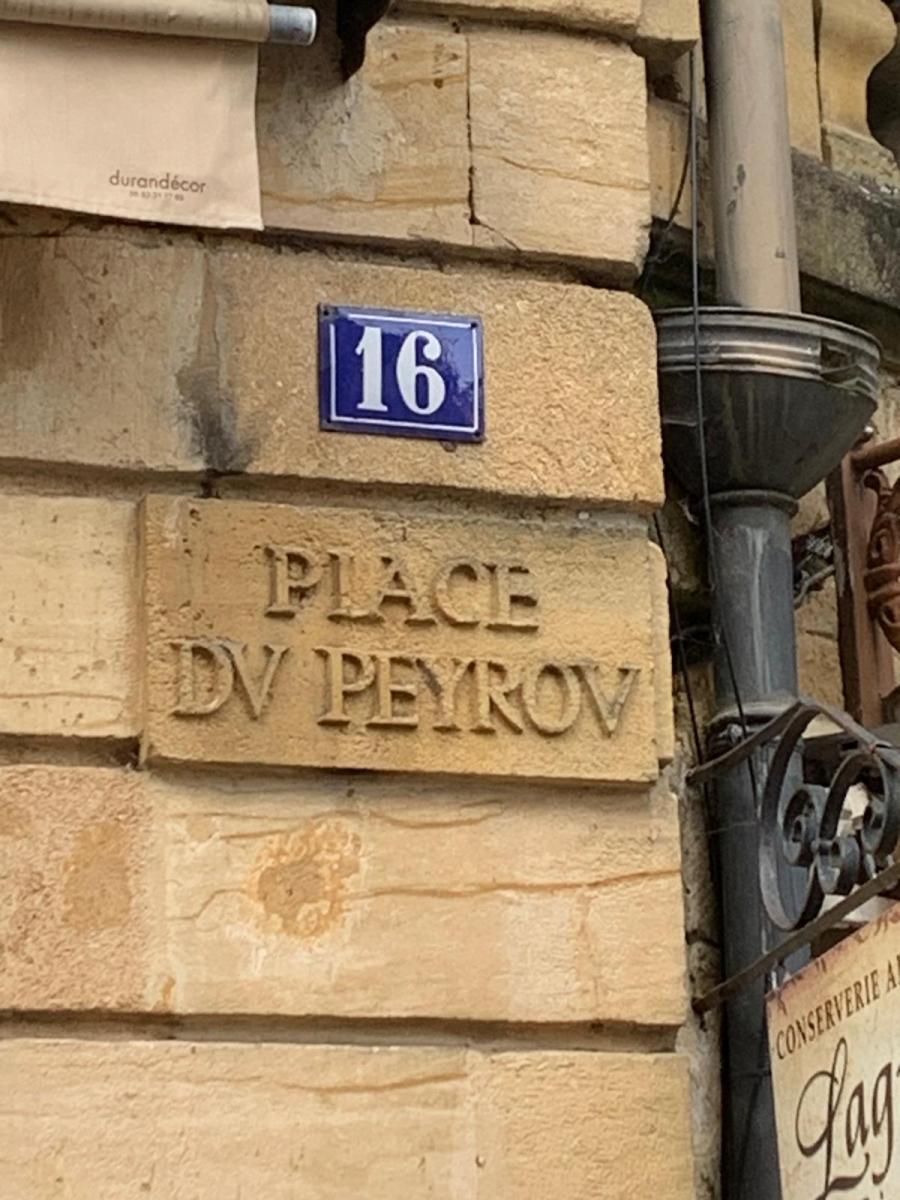 durandécor
16
PLACE
DV PEYROV
CONSERVERIE
Lag